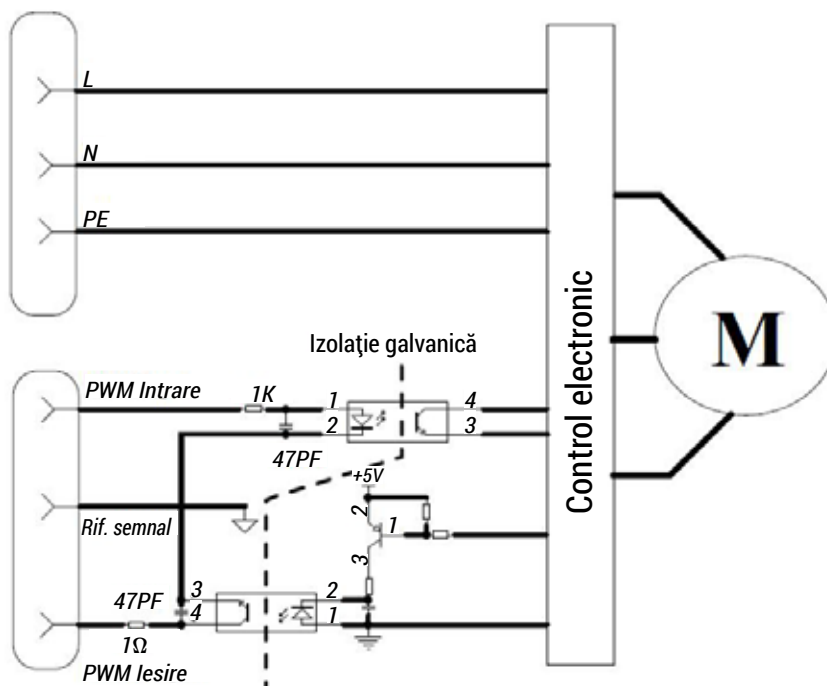 L
N
PE
Izolaţie galvanică
PWM Intrare
1K
1
4
2
3
47PF
+5V
2
1
3
Rif. semnal
47PF
3
4
2
1
1Ω
PWM Iesire
Control electronic
M